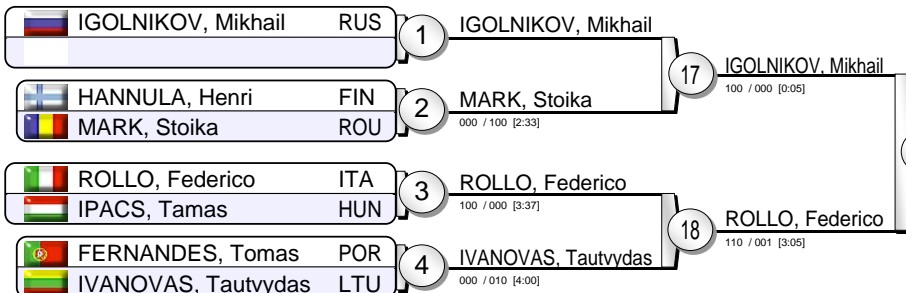 IGOLNIKOV, Mikhail RUS
1
IGOLNIKOV, Mikhail
17
IGOLNIKOV, Mikhail
100 / 000 [0:05]
HANNULA, Henri FIN
MARK, Stoika ROU
2
MARK, Stoika
000 / 100 [2:33]
ROLLO, Federico ITA
IPACS, Tamas HUN
3
ROLLO, Federico
100 / 000 [3:37]
18
ROLLO, Federico
110 / 001 [3:05]
FERNANDES, Tomas POR
IVANOVAS, Tautvydas LTU
4
IVANOVAS, Tautvydas
000 / 010 [4:00]